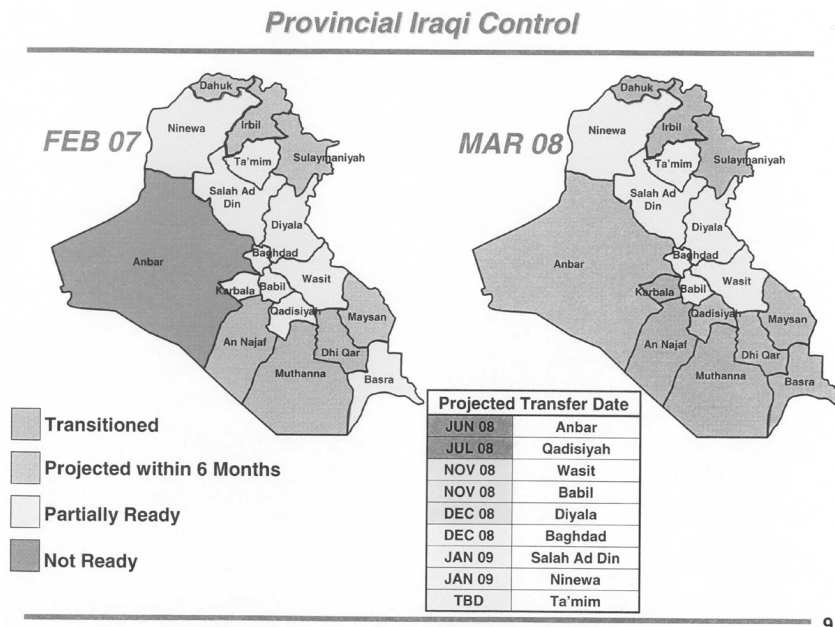 Provincial Iraqi Control
FEB 07
Dahuk
Ninewa
Irbil
Ta'mim
Sulaymaniyah
Salah Ad
Din
Diyala
Anbar
Baghdad
Karbala
Babil
Wasit
Qadisiyah
Maysan
An Najaf
Dhi Qar
Muthanna
Basra
MAR 08
Dahuk
Ninewa
Irbil
Ta'mim
Sulaymaniyah
Salah Ad
Din
Diyala
Anbar
Baghdad
Karbala
Babil
Wasit
Qadisiyah
Maysan
An Najaf
Dhi Qar
Muthanna
Basra
Transitioned
Projected within 6 Months
Partially Ready
Not Ready
Projected Transfer Date
JUN 08 Anbar
JUL 08 Qadisiyah
NOV 08 Wasit
NOV 08 Babil
DEC 08 Diyala
DEC 08 Baghdad
JAN 09 Salah Ad Din
JAN 09 Ninewa
TBD Ta'mim
9